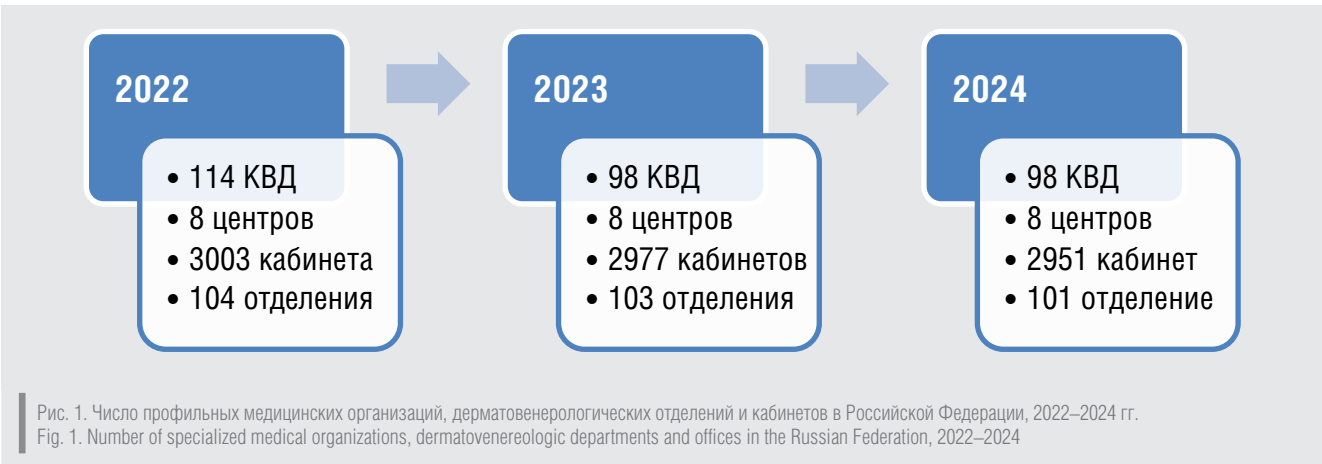 2022
• 114 КВД
• 8 центров
• 3003 кабинета
• 104 отделения
2023
• 98 КВД
• 8 центров
• 2977 кабинетов
• 103 отделения
2024
• 98 КВД
• 8 центров
• 2951 кабинет
• 101 отделение
Рис. 1. Число профильных медицинских организаций, дерматовенерологических отделений и кабинетов в Российской Федерации, 2022–2024 гг.
Fig. 1. Number of specialized medical organizations, dermatovenereologic departments and offices in the Russian Federation, 2022–2024